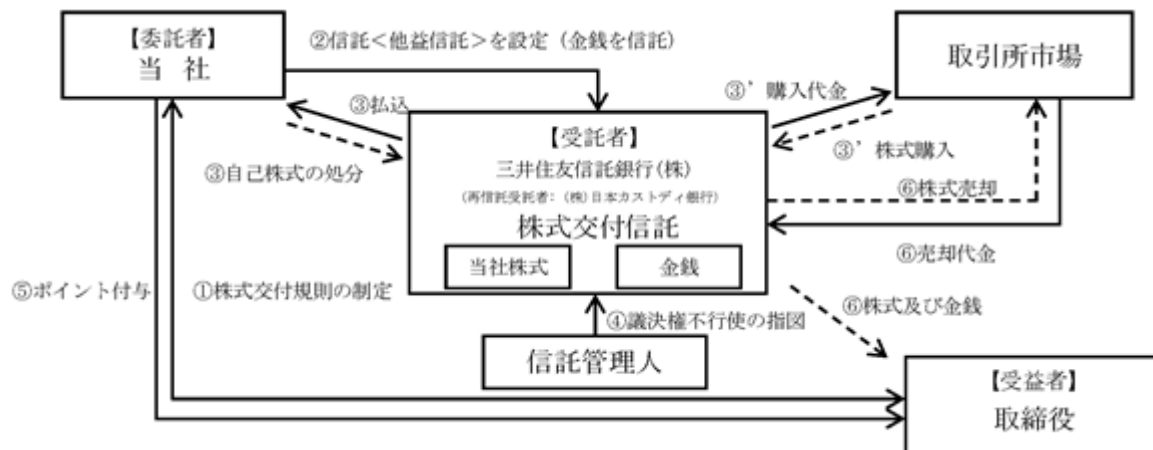 【委託者】
当 社
②信託＜他益信託＞を設定（金銭を信託）
取引所市場
③払込
③’ 購入代金
【受託者】
三井住友信託銀行(株)
(再信託受託者：(株)日本カストディ銀行)
株式交付信託
当社株式
金銭
③自己株式の処分
③’ 株式購入
⑥株式売却
⑥売却代金
⑤ポイント付与
①株式交付規則の制定
④議決権不行使の指図
⑥株式及び金銭
信託管理人
【受益者】
取締役